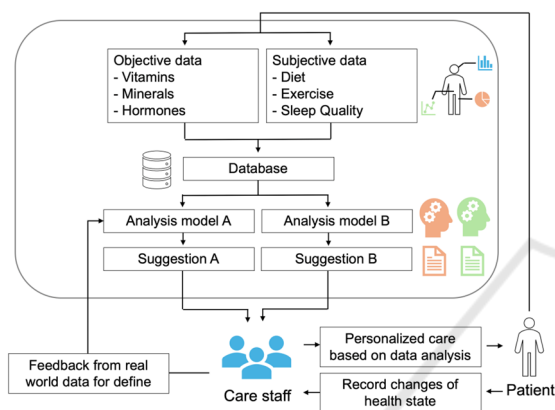 Objective data
- Vitamins
- Minerals
- Hormones
Subjective data
- Diet
- Exercise
- Sleep Quality
Database
Analysis model A
Analysis model B
Suggestion A
Suggestion B
Feedback from real
world data for define
Care staff
Personalized care
based on data analysis
Record changes of
health state
Patient